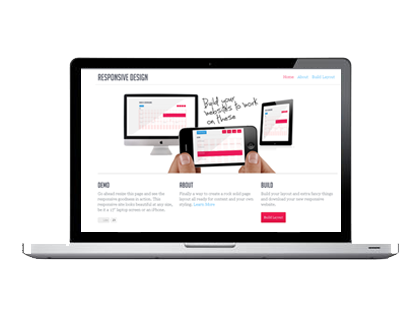 RESPONSIVE DESIGN
Home about Build Layout
Build your
websites to work
on these
DEMO
ABOUT
BUILD
Go ahead resize this page and see the
responsive goodness in action. This
responsive site looks beautiful at any size,
be it a 13" laptop screen or an iPhone.
Finally a way to create a rock solid page
layout all ready for content and your own
styling. Learn More
Build your layout and extra fancy things
and download your new responsive
website.
Build Layout